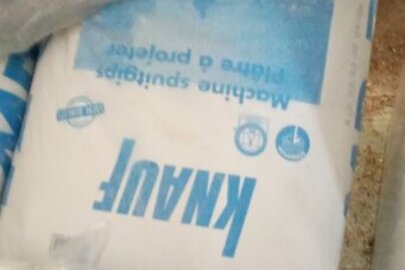 KNAUF
Machine spuitgips
Plâtre à projeter